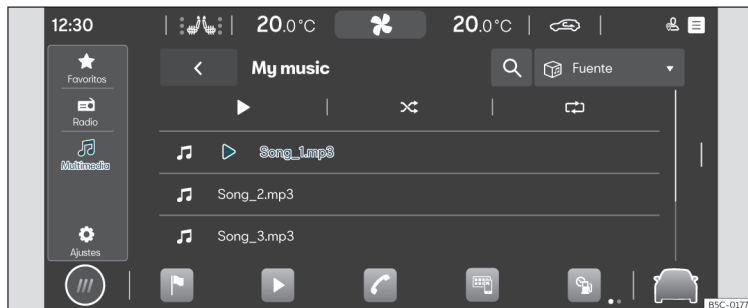 12:30
20.0°C
20.0°C
Favoritos
My music
Fuente
Radio
Multimedia
Song_1.mp3
Song_2.mp3
Song_3.mp3
Ajustes
B5C-0177